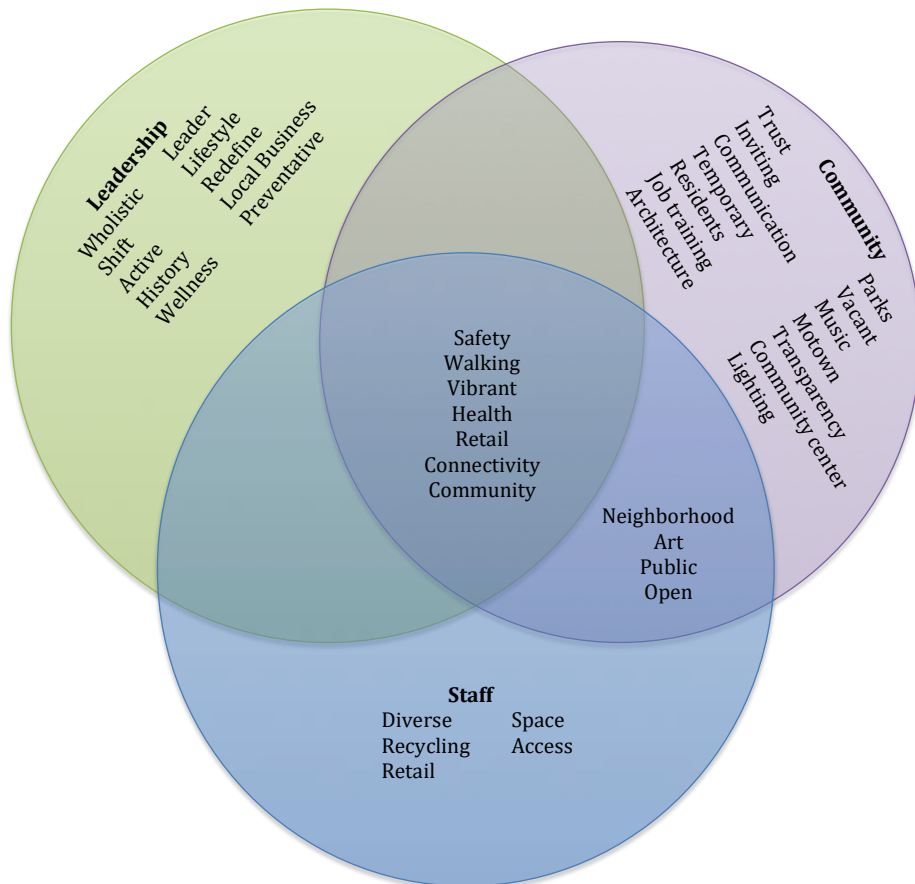 Leadership
Wholistic
Shift
Active
History
Wellness
Leader
Lifestyle
Redefine
Local Business
Preventative
Community
Trust
Inviting
Communication
Temporary
Residents
Job training
Architecture
Parks
Vacant
Music
Motown
Transparency
Community center
Lighting
Safety
Walking
Vibrant
Health
Retail
Connectivity
Community
Neighborhood
Art
Public
Open
Staff
Diverse
Recycling
Retail
Space
Access